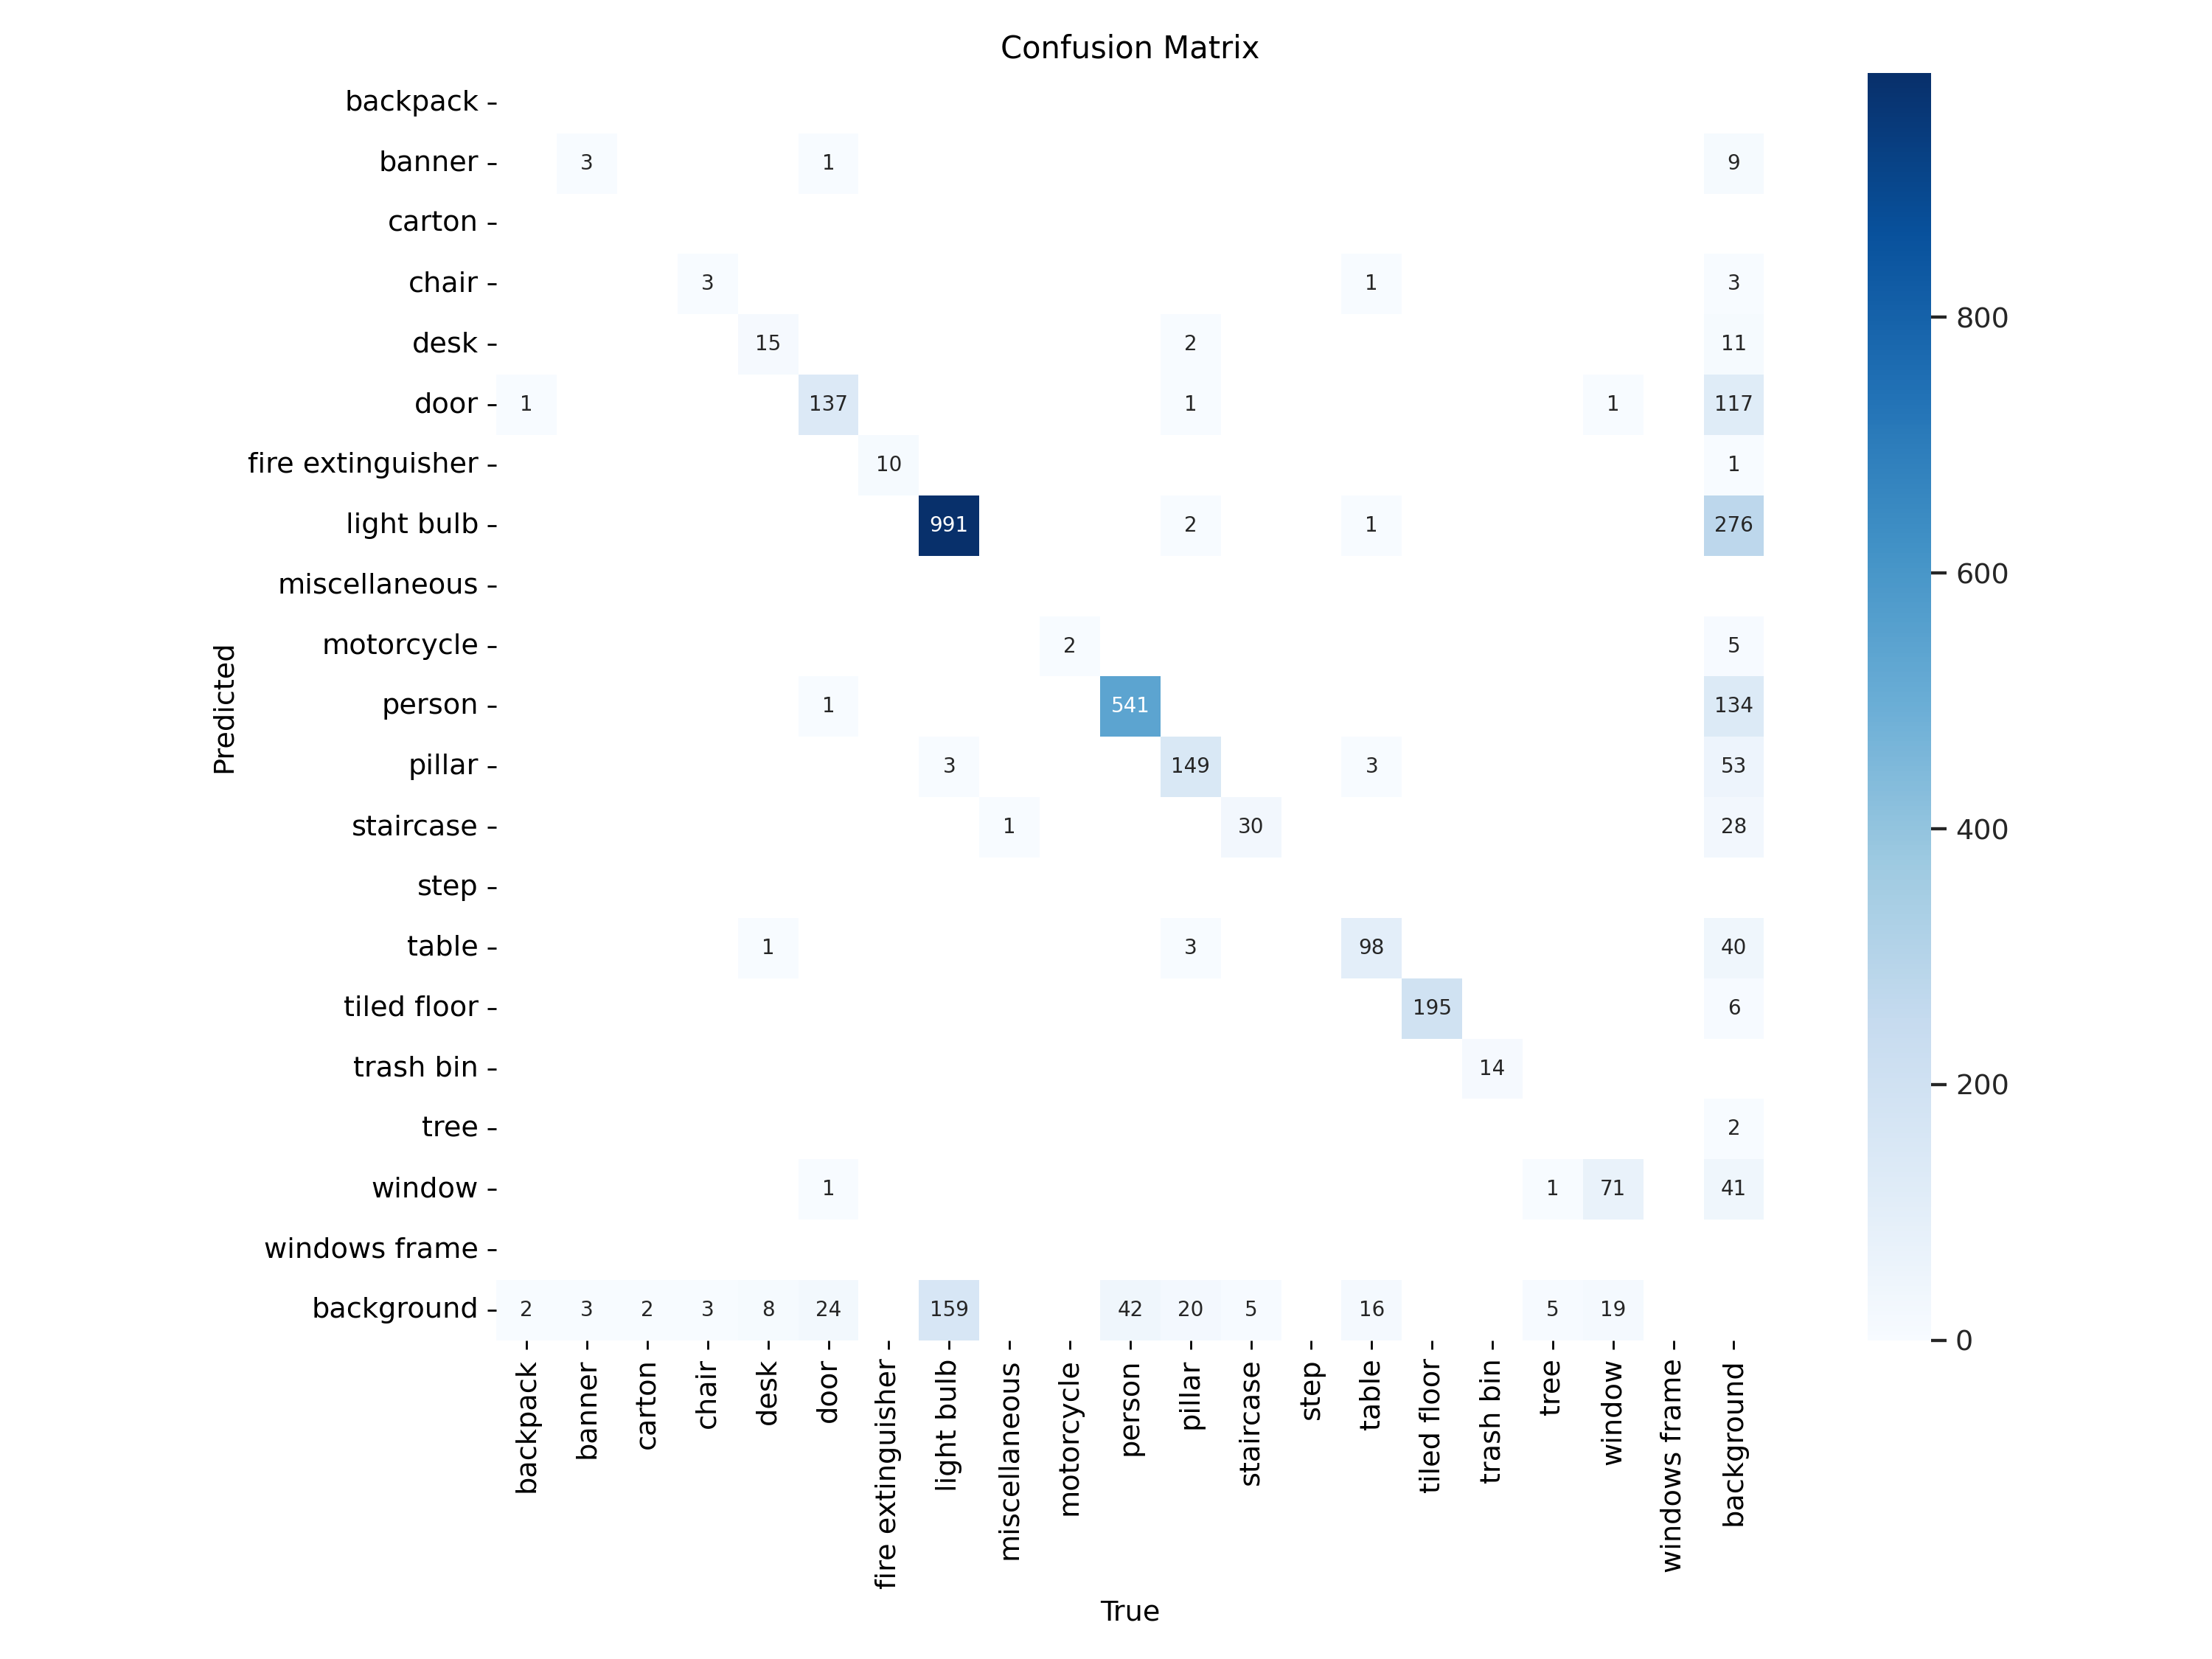 Confusion Matrix
backpack
banner 3 1 9
carton
chair 3 1 3
desk 15 2 11
door 1 137 1 1 117
fire extinguisher 10 1
light bulb 991 2 1 276
miscellaneous
motorcycle 2 5
person 1 541 134
pillar 3 149 3 53
staircase 1 30 28
step
table 1 3 98 40
tiled floor 195 6
trash bin 14
tree 2
window 1 1 71 41
windows frame
background 2 3 2 3 8 24 159 42 20 5 16 5 19
Predicted
backpack
banner
carton
chair
desk
door
fire extinguisher
light bulb
miscellaneous
motorcycle
person
pillar
staircase
step
table
tiled floor
trash bin
tree
window
windows frame
background
True
800
600
400
200
0